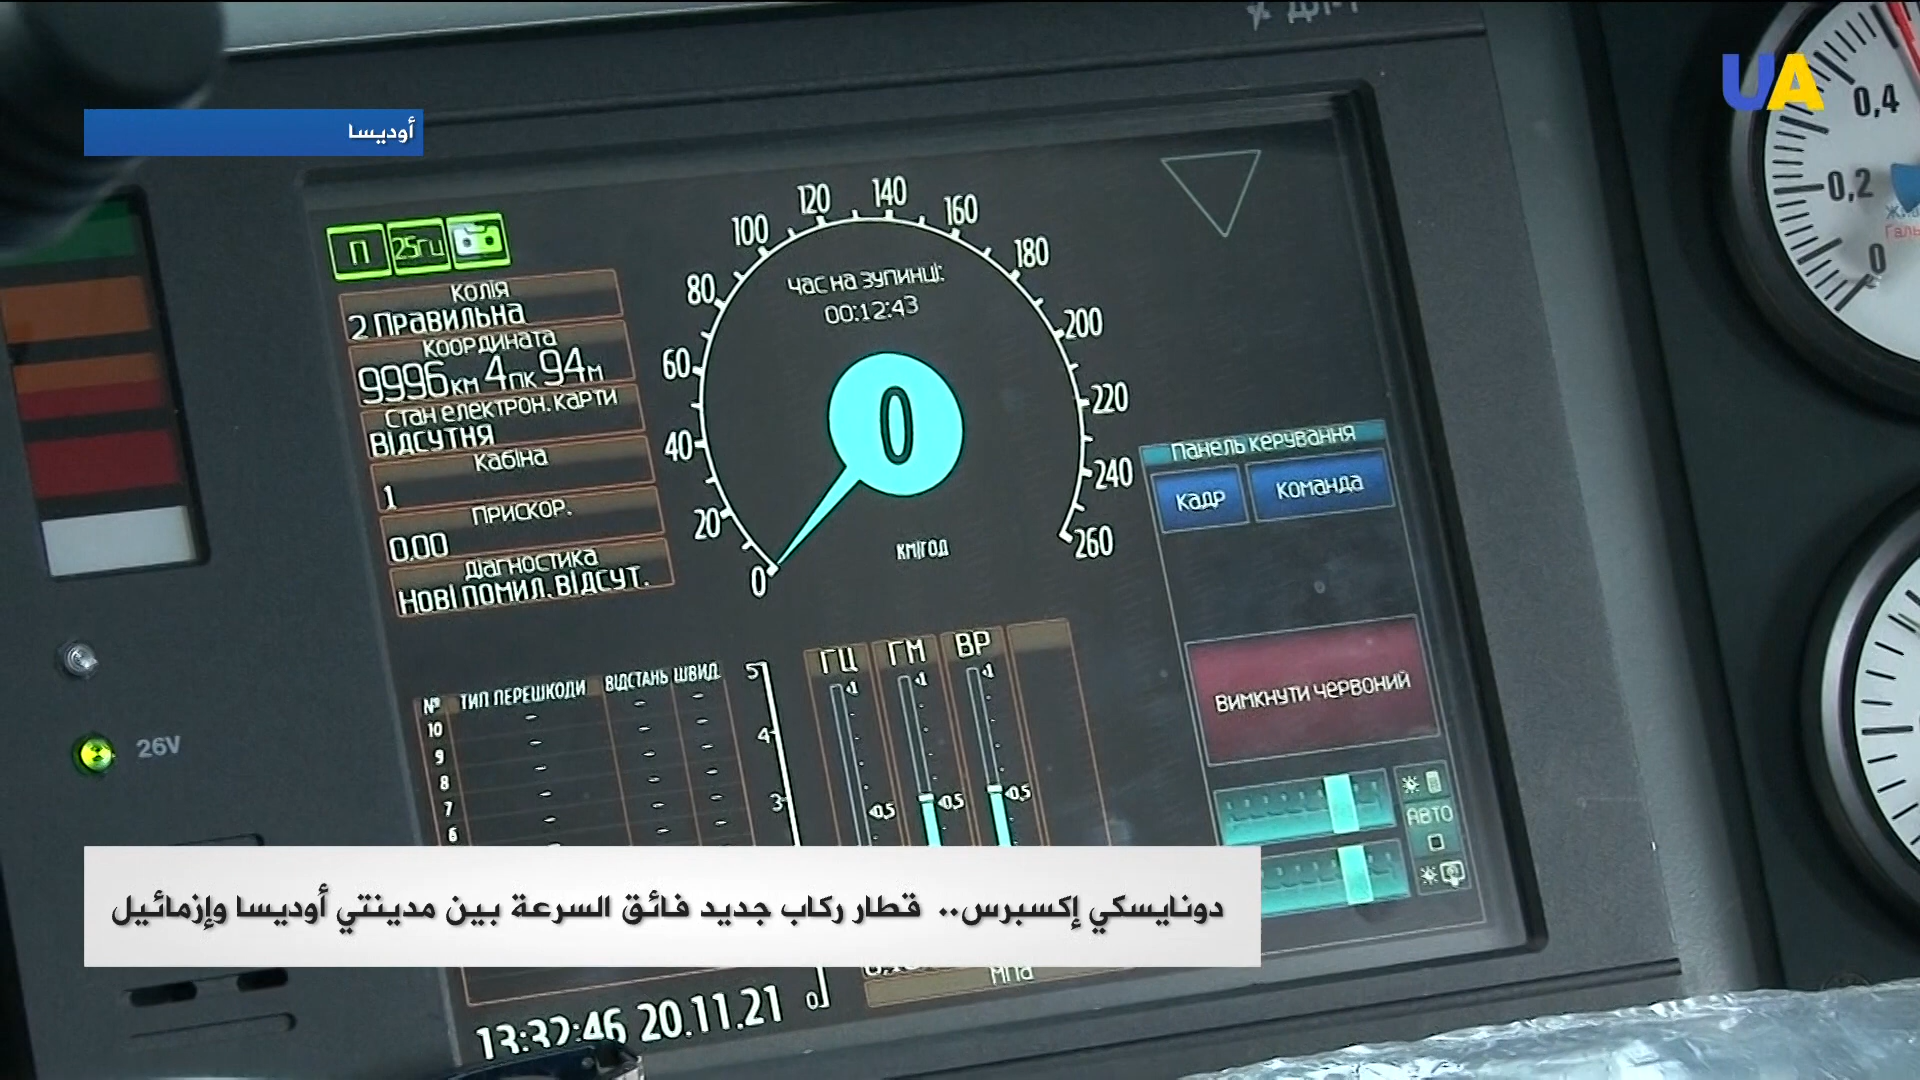 UA
أوديسا
0,4
0,2
0
П 25Гц
Колія
2 Правильна
Координата
9996км 4пк 94м
Стан електрон. карти
Відсутня
Кабіна
1
Прискор.
0,00
Діагностика
Нові помил. відсут.
0 20 40 60 80 100 120 140 160 180 200 220 240 260
Час на зупинці:
00:12:43
0
км/год
Панель керування
Кадр Команда
Вимкнути червоний
АВТО
№ Тип перешкоди Відстань Швид.
10 - - -
9 - - -
8 - - -
7 - - -
6 - - -
5
4
3
0
ГЦ ГМ ВР
1 1 1
0,5 0,5 0,5
МПа
26V
دونايسكي إكسبرس.. قطار ركاب جديد فائق السرعة بين مدينتي أوديسا وإزمائيل
13:32:46 20.11.21